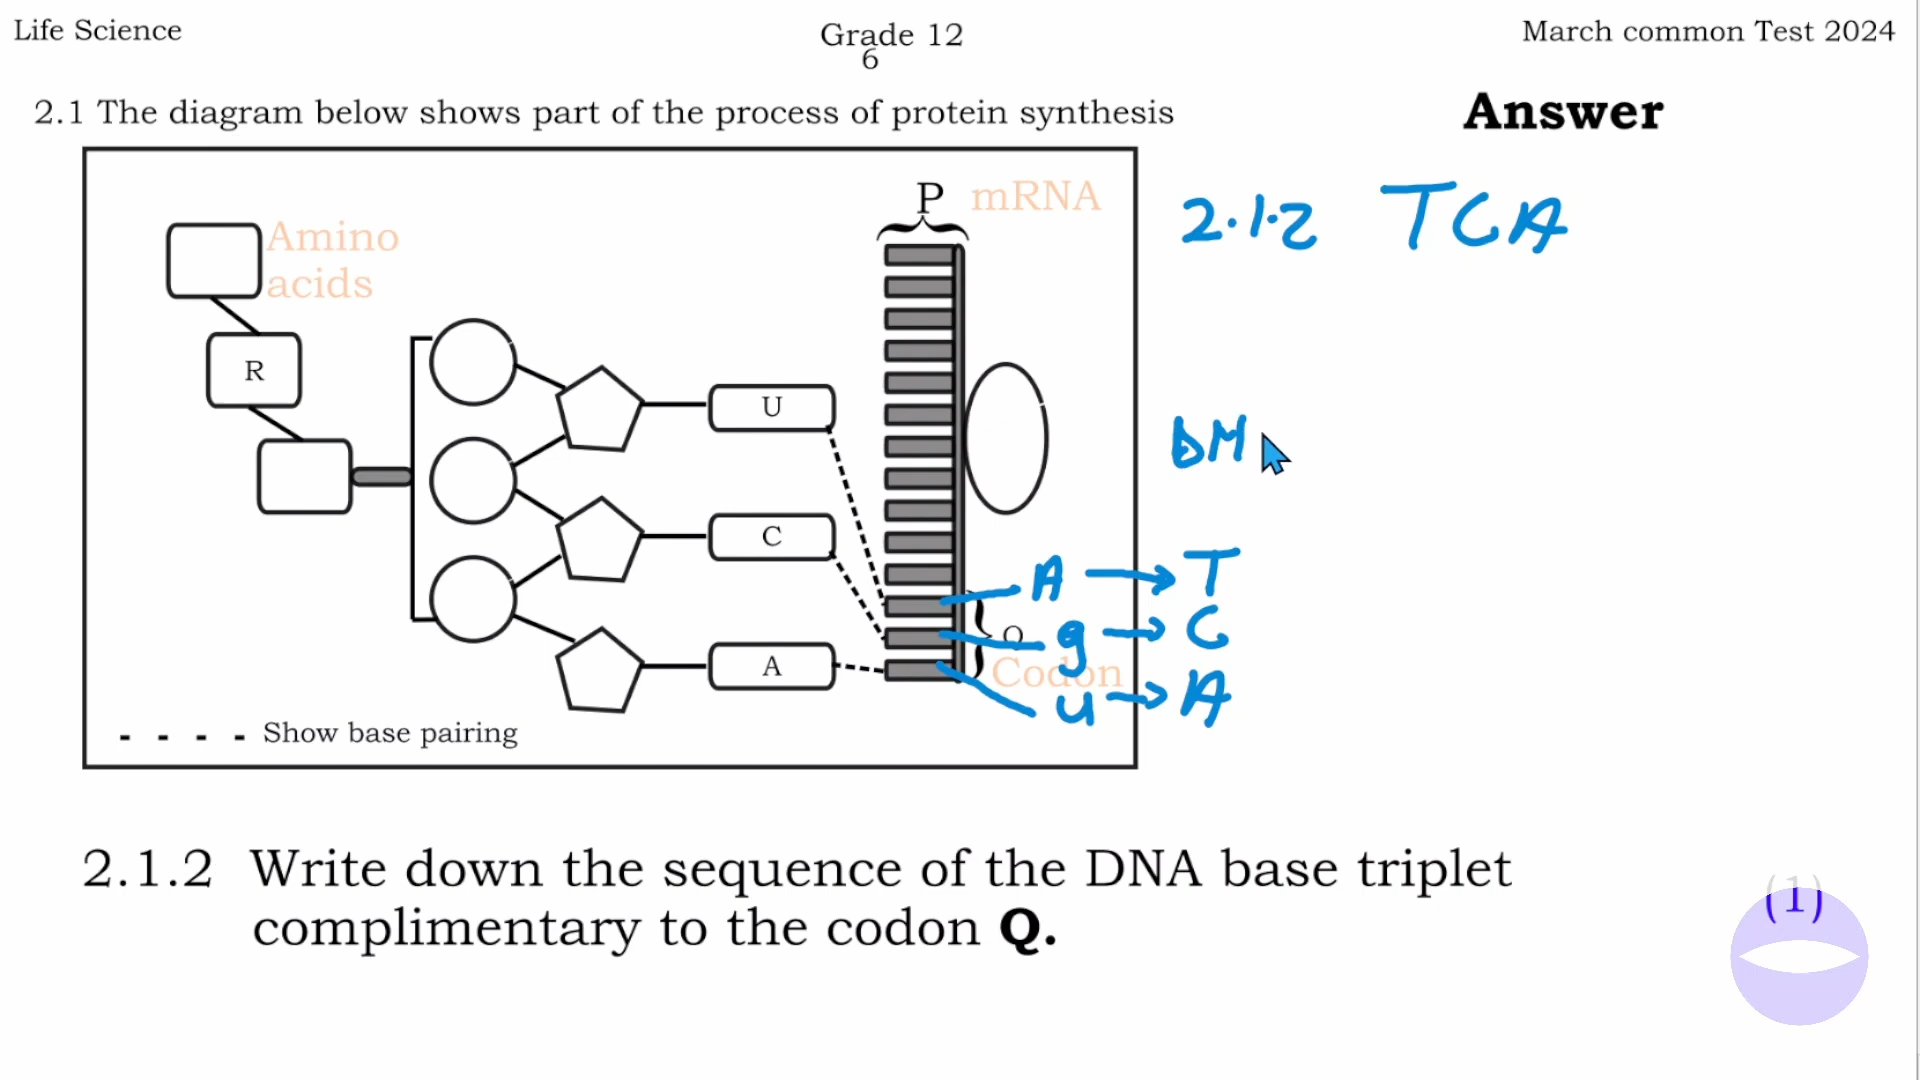 Life Science
Grade 12
March common Test 2024
6
2.1 The diagram below shows part of the process of protein synthesis
Answer
P mRNA
2.1.2 TCA
Amino
acids
R
U
C
A
DM
A → T
g → C
u → A
Q
Codon
- - - - Show base pairing
2.1.2 Write down the sequence of the DNA base triplet
complimentary to the codon Q.
(1)